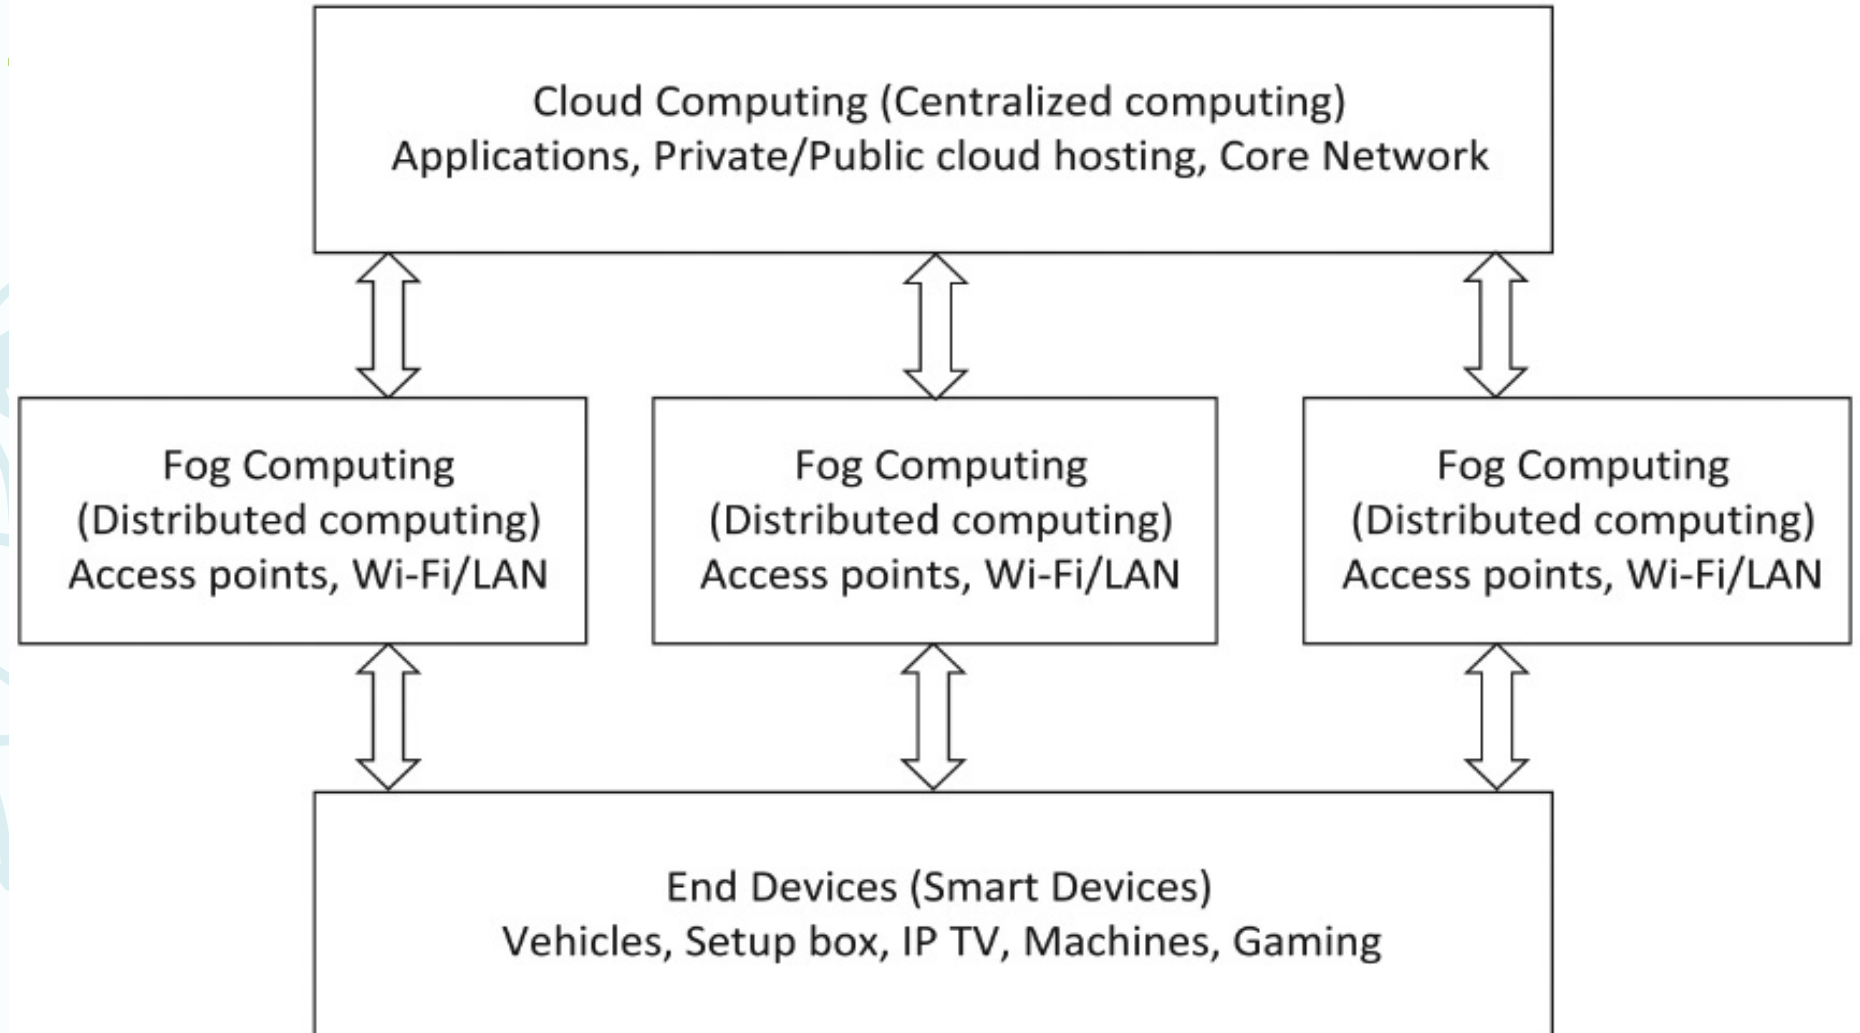 Cloud Computing (Centralized computing)
Applications, Private/Public cloud hosting, Core Network
Fog Computing
(Distributed computing)
Access points, Wi-Fi/LAN
Fog Computing
(Distributed computing)
Access points, Wi-Fi/LAN
Fog Computing
(Distributed computing)
Access points, Wi-Fi/LAN
End Devices (Smart Devices)
Vehicles, Setup box, IP TV, Machines, Gaming